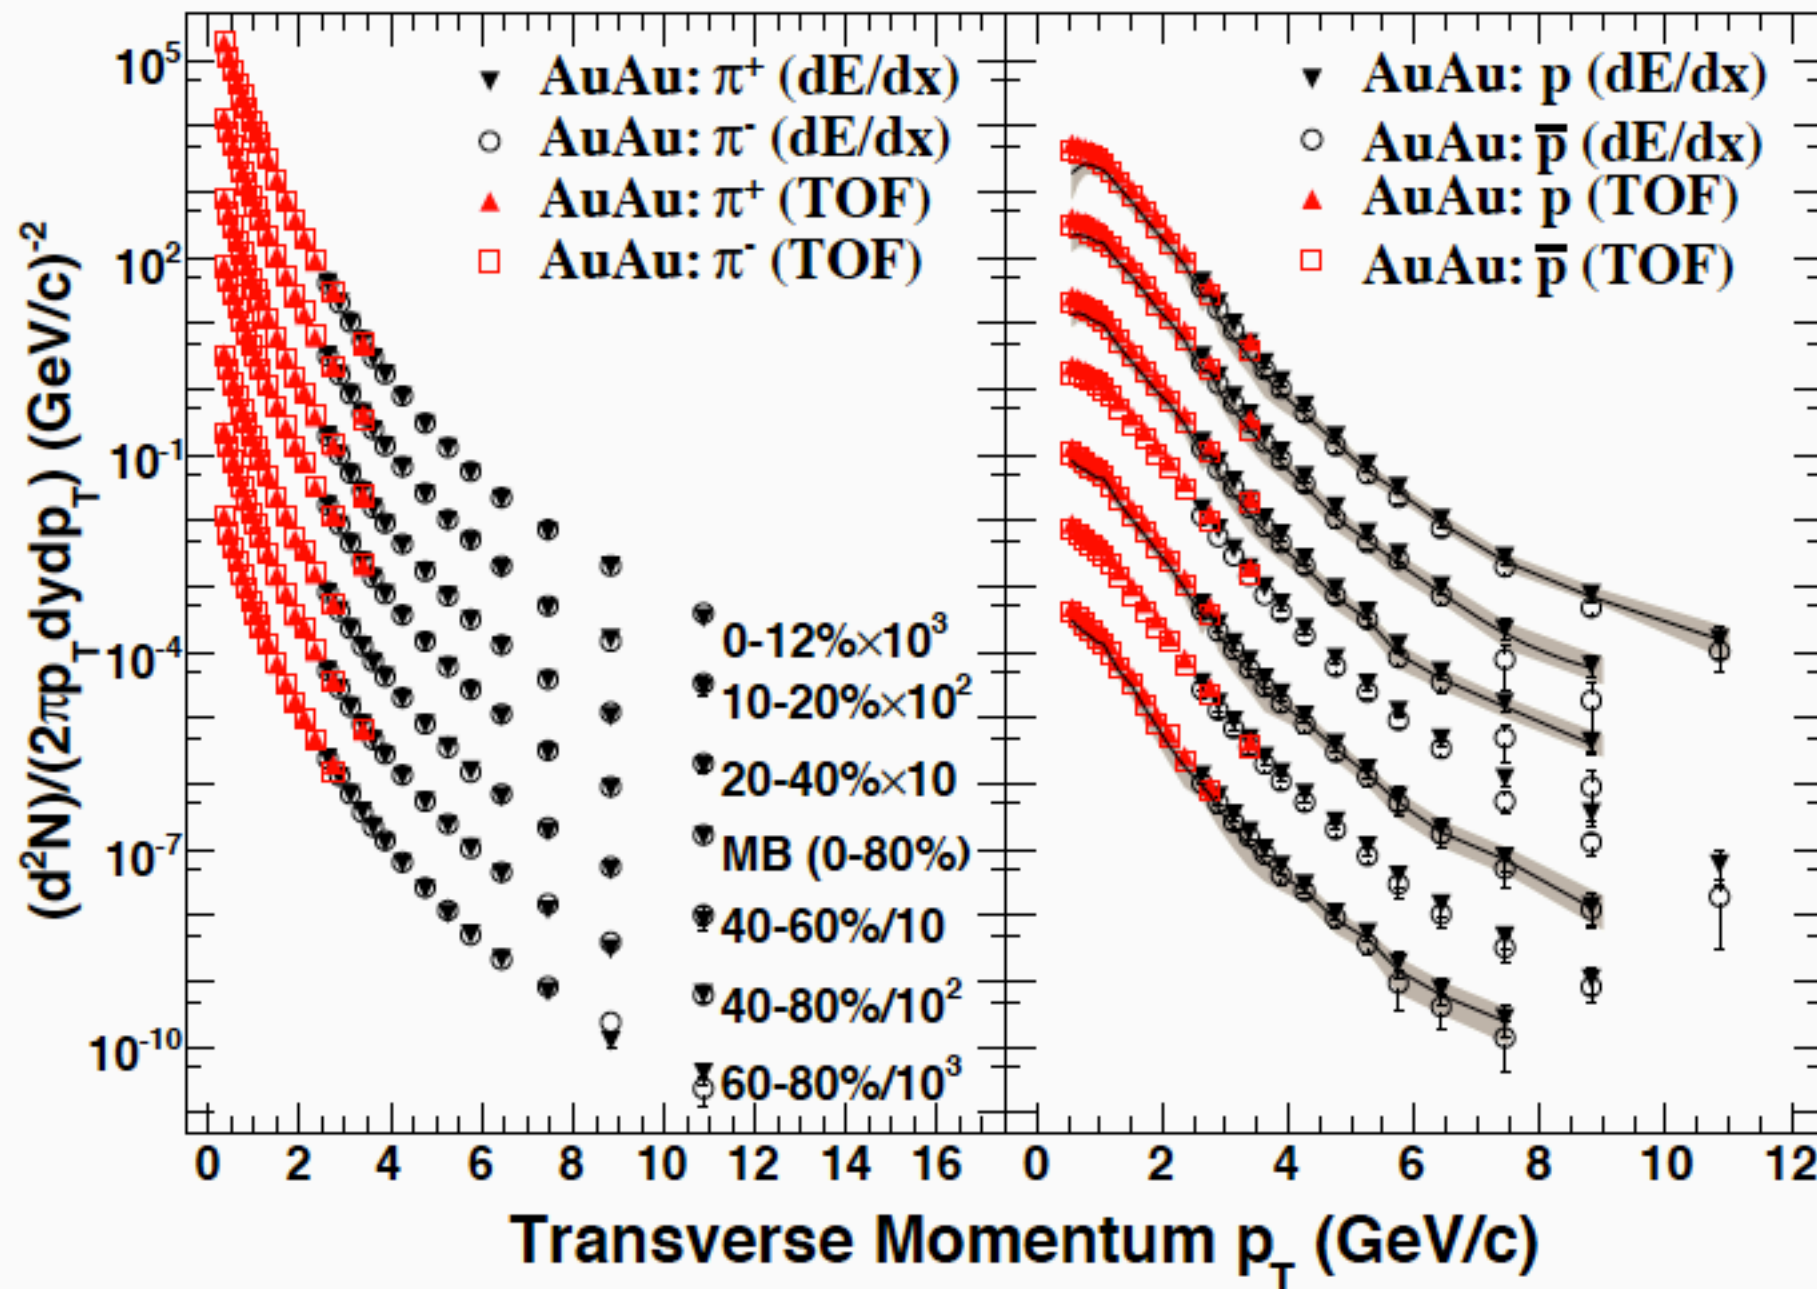 (d²N)/(2πp_T dydp_T) (GeV/c)⁻²
10⁵
10²
10⁻¹
10⁻⁴
10⁻⁷
10⁻¹⁰
AuAu: π⁺ (dE/dx)
AuAu: π⁻ (dE/dx)
AuAu: π⁺ (TOF)
AuAu: π⁻ (TOF)
0-12%×10³
10-20%×10²
20-40%×10
MB (0-80%)
40-60%/10
40-80%/10²
60-80%/10³
0 2 4 6 8 10 12 14 16
AuAu: p (dE/dx)
AuAu: p̅ (dE/dx)
AuAu: p (TOF)
AuAu: p̅ (TOF)
0 2 4 6 8 10 12
Transverse Momentum p_T (GeV/c)